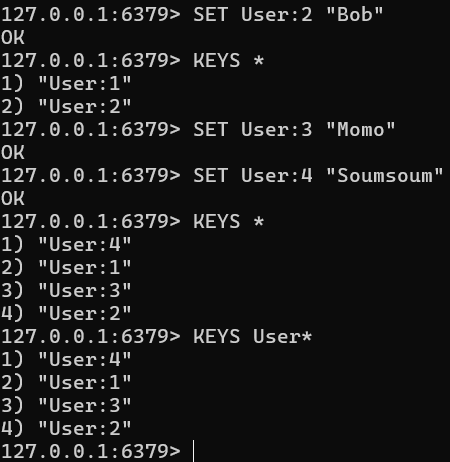 127.0.0.1:6379> SET User:2 "Bob"
OK
127.0.0.1:6379> KEYS *
1) "User:1"
2) "User:2"
127.0.0.1:6379> SET User:3 "Momo"
OK
127.0.0.1:6379> SET User:4 "Soumsoum"
OK
127.0.0.1:6379> KEYS *
1) "User:4"
2) "User:1"
3) "User:3"
4) "User:2"
127.0.0.1:6379> KEYS User*
1) "User:4"
2) "User:1"
3) "User:3"
4) "User:2"
127.0.0.1:6379>